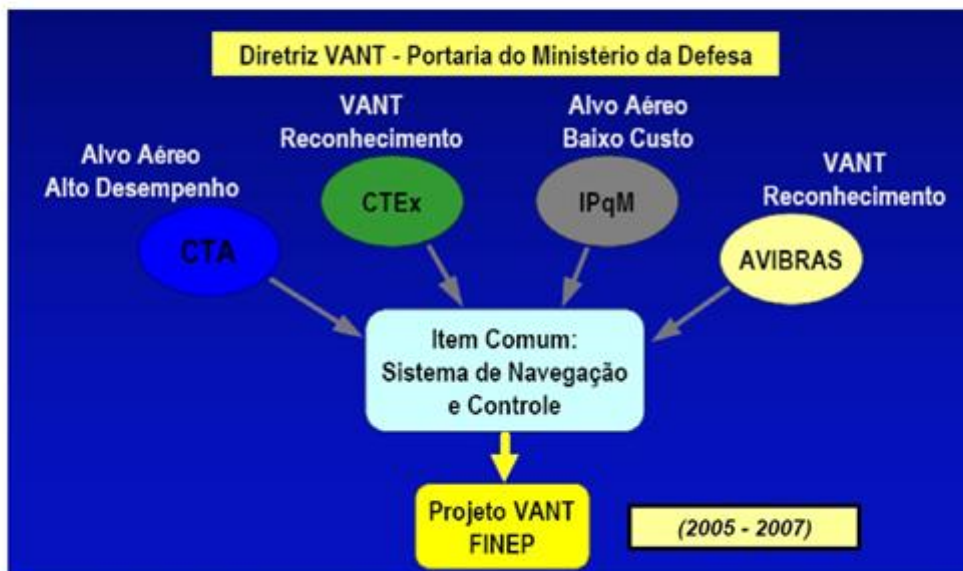 Diretriz VANT - Portaria do Ministério da Defesa
Alvo Aéreo
Alto Desempenho
CTA
VANT
Reconhecimento
CTEx
Alvo Aéreo
Baixo Custo
IPqM
VANT
Reconhecimento
AVIBRAS
Item Comum:
Sistema de Navegação
e Controle
Projeto VANT
FINEP
(2005 - 2007)